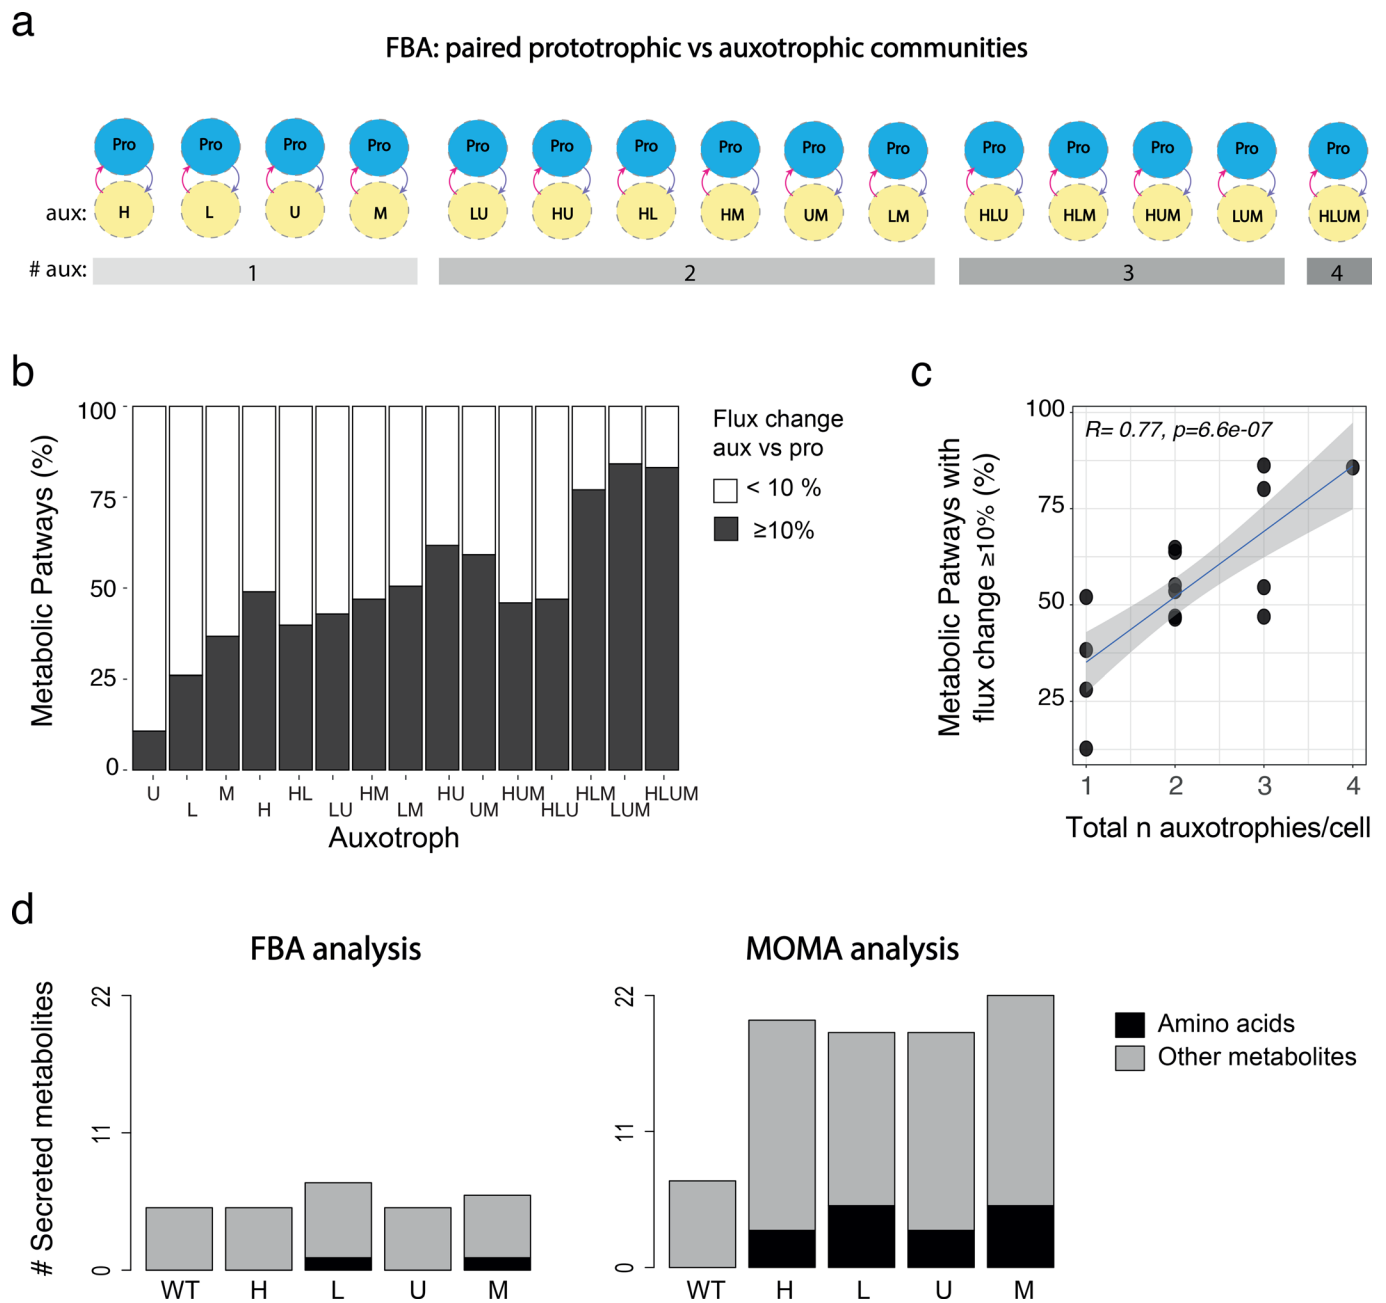 a
FBA: paired prototrophic vs auxotrophic communities
Pro Pro Pro Pro Pro Pro Pro Pro Pro Pro Pro Pro Pro Pro Pro
aux: H L U M LU HU HL HM UM LM HLU HLM HUM LUM HLUM
# aux: 1 2 3 4
b
100
75
50
25
0
Metabolic Patways (%)
U L M H HL LU HM LM HU UM HUM HLU HLM LUM HLUM
Auxotroph
Flux change
aux vs pro
< 10 %
≥10%
c
R= 0.77, p=6.6e-07
100
75
50
25
Metabolic Patways with
flux change ≥10% (%)
1 2 3 4
Total n auxotrophies/cell
d
FBA analysis
# Secreted metabolites
22
11
0
WT H L U M
MOMA analysis
22
11
0
WT H L U M
Amino acids
Other metabolites